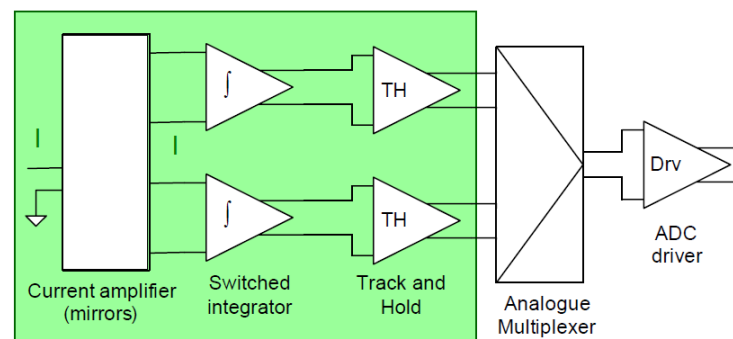 ∫
TH
I
I
Drv
∫
TH
ADC
driver
Current amplifier
(mirrors)
Switched
integrator
Track and
Hold
Analogue
Multiplexer